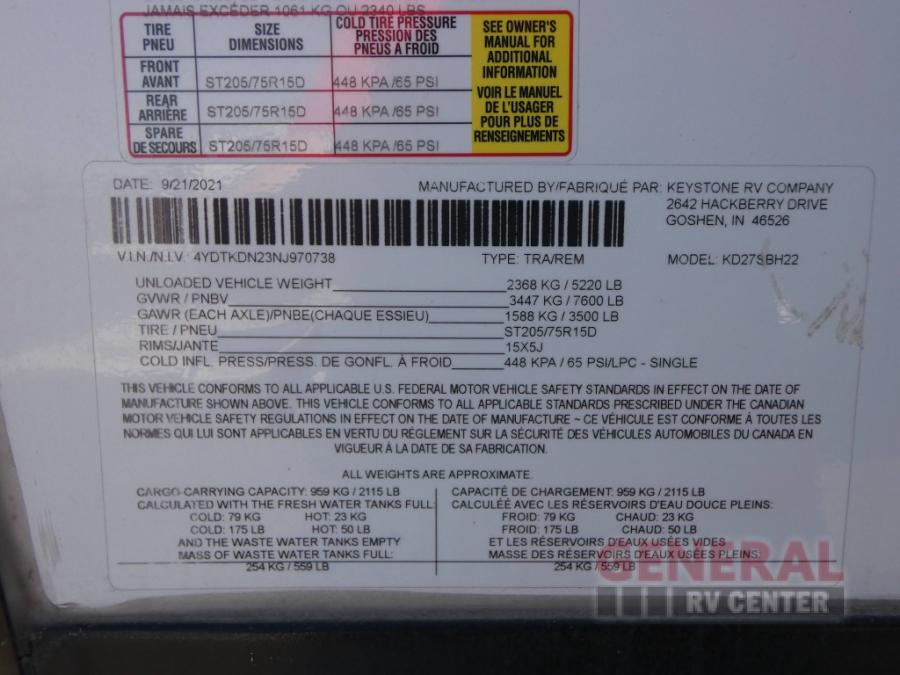 JAMAIS EXCÉDER 1061 KG OU 2340 LBS
TIRE PNEU SIZE DIMENSIONS COLD TIRE PRESSURE PRESSION DES PNEUS A FROID
FRONT AVANT ST205/75R15D 448 KPA /65 PSI
REAR ARRIÈRE ST205/75R15D 448 KPA /65 PSI
SPARE DE SECOURS ST205/75R15D 448 KPA /65 PSI
SEE OWNER'S
MANUAL FOR
ADDITIONAL
INFORMATION
VOIR LE MANUEL
DE L'USAGER
POUR PLUS DE
RENSEIGNEMENTS
DATE: 9/21/2021 MANUFACTURED BY/FABRIQUÉ PAR: KEYSTONE RV COMPANY
2642 HACKBERRY DRIVE
GOSHEN, IN 46526
V.I.N./N.I.V. 4YDTKDN23NJ970738 TYPE: TRA/REM MODEL: KD27SBH22
UNLOADED VEHICLE WEIGHT 2368 KG / 5220 LB
GVWR / PNBV 3447 KG / 7600 LB
GAWR (EACH AXLE)/PNBE(CHAQUE ESSIEU) 1588 KG / 3500 LB
TIRE / PNEU ST205/75R15D
RIMS/JANTE 15X5J
COLD INFL. PRESS/PRESS. DE GONFL. À FROID 448 KPA / 65 PSI/LPC - SINGLE
THIS VEHICLE CONFORMS TO ALL APPLICABLE U.S. FEDERAL MOTOR VEHICLE SAFETY STANDARDS IN EFFECT ON THE DATE OF
MANUFACTURE SHOWN ABOVE. THIS VEHICLE CONFORMS TO ALL APPLICABLE STANDARDS PRESCRIBED UNDER THE CANADIAN
MOTOR VEHICLE SAFETY REGULATIONS IN EFFECT ON THE DATE OF MANUFACTURE ~ CE VÉHICULE EST CONFORME À TOUTES LES
NORMES QUI LUI SONT APPLICABLES EN VERTU DU RÉGLEMENT SUR LA SÉCURITÉ DES VÉHICULES AUTOMOBILES DU CANADA EN
VIGUEUR À LA DATE DE SA FABRICATION.
ALL WEIGHTS ARE APPROXIMATE.
CARGO-CARRYING CAPACITY: 959 KG / 2115 LB
CALCULATED WITH THE FRESH WATER TANKS FULL:
COLD: 79 KG HOT: 23 KG
COLD: 175 LB HOT: 50 LB
AND THE WASTE WATER TANKS EMPTY
MASS OF WASTE WATER TANKS FULL:
254 KG / 559 LB
CAPACITÉ DE CHARGEMENT: 959 KG / 2115 LB
CALCULÉE AVEC LES RÉSERVOIRS D'EAU DOUCE PLEINS:
FROID: 79 KG CHAUD: 23 KG
FROID: 175 LB CHAUD: 50 LB
ET LES RÉSERVOIRS D'EAUX USÉES VIDES
MASSE DES RÉSERVOIRS D'EAUX USÉES PLEINS:
254 KG / 559 LB
GENERAL
RV CENTER